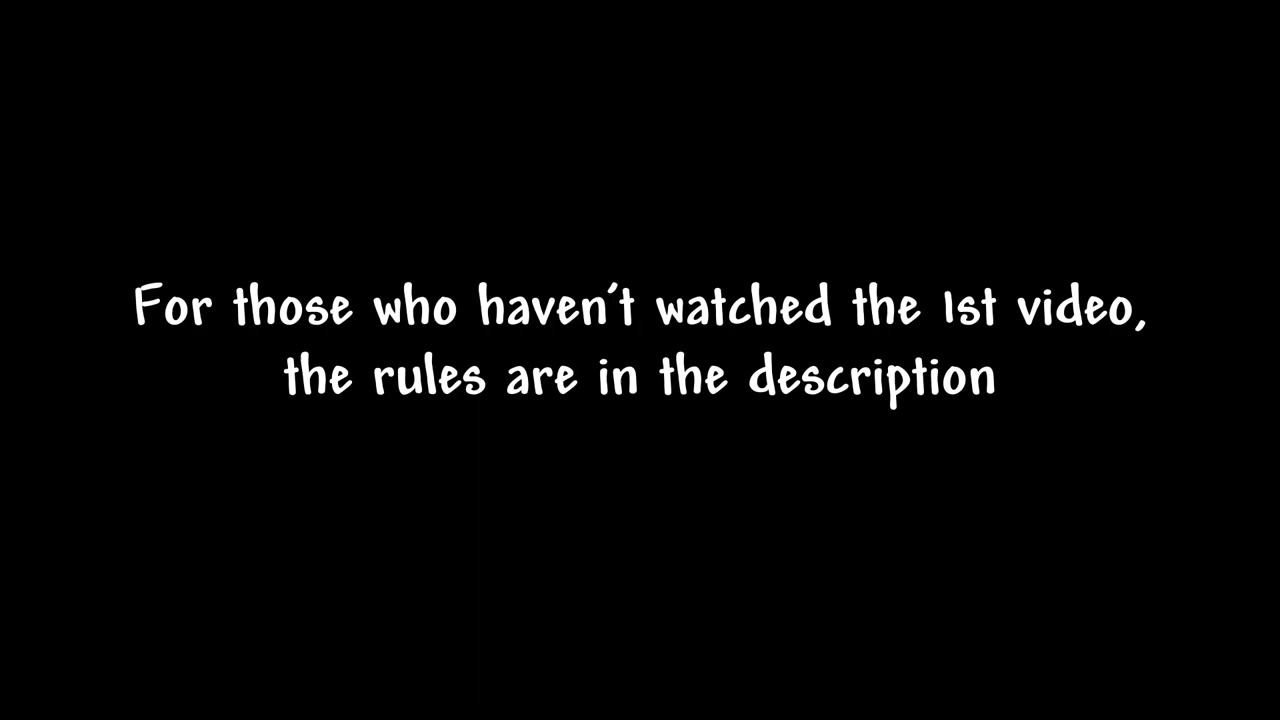 For those who haven't watched the 1st video,
the rules are in the description